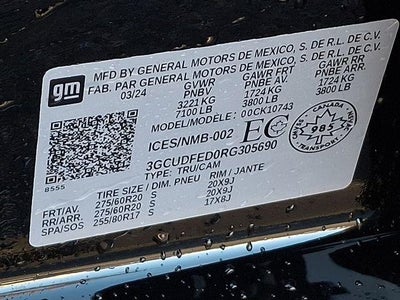 gm
MFD BY GENERAL MOTORS DE MEXICO, S. DE R.L. DE C.V.
FAB. PAR GENERAL MOTORS DE MEXICO, S. DE R.L. DE C.V.
03/24 GVWR GAWR FRT GAWR RR
PNBV PNBE AV. PNBE ARR.
3221 KG 1724 KG 1724 KG
7100 LB 3800 LB 3800 LB
MODEL/MODELE: 00CK10743
ICES/NMB-002 EC
CANADA
985
TRANSPORT
3GCUDFED0RG305690
TYPE: TRU/CAM
8555
TIRE SIZE / DIM. PNEU RIM / JANTE
FRT/AV. 275/60R20 S 20X9J
RR/ARR. 275/60R20 S 20X9J
SPA/SOS 255/80R17 S 17X8J